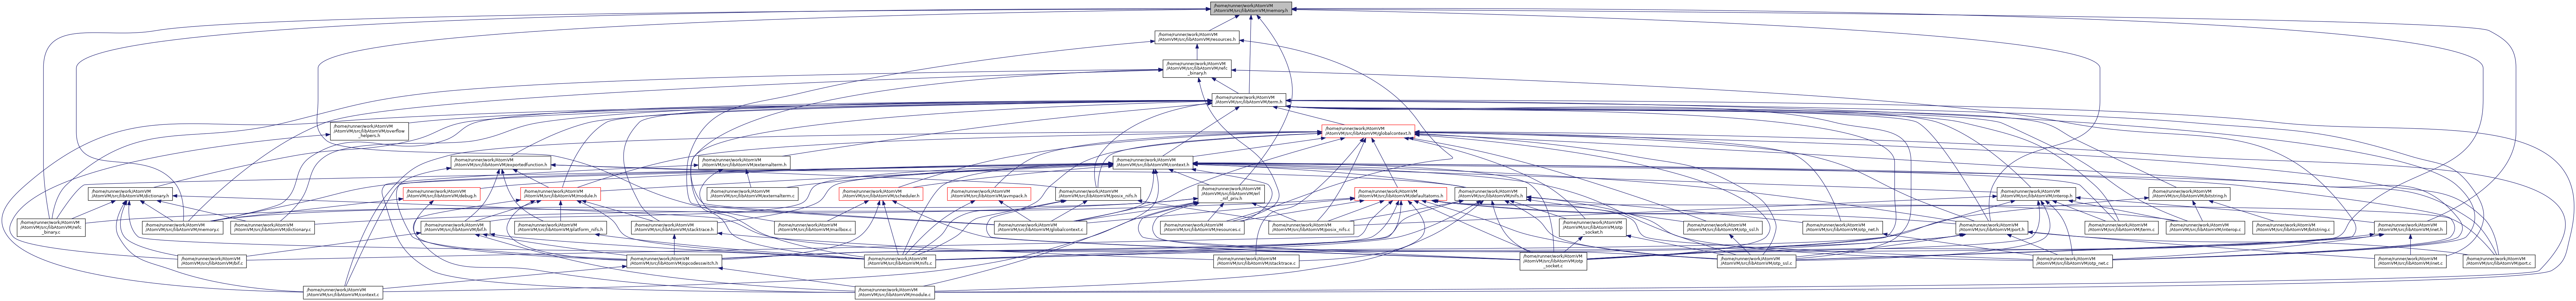 /home/runner/work/AtomVM
/AtomVM/src/libAtomVM/memory.h
/home/runner/work/AtomVM
/AtomVM/src/libAtomVM/resources.h
/home/runner/work/AtomVM
/AtomVM/src/libAtomVM/refc
_binary.h
/home/runner/work/AtomVM
/AtomVM/src/libAtomVM/term.h
/home/runner/work/AtomVM
/AtomVM/src/libAtomVM/overflow
_helpers.h
/home/runner/work/AtomVM
/AtomVM/src/libAtomVM/globalcontext.h
/home/runner/work/AtomVM
/AtomVM/src/libAtomVM/exportedfunction.h
/home/runner/work/AtomVM
/AtomVM/src/libAtomVM/externalterm.h
/home/runner/work/AtomVM
/AtomVM/src/libAtomVM/context.h
/home/runner/work/AtomVM
/AtomVM/src/libAtomVM/dictionary.h
/home/runner/work/AtomVM
/AtomVM/src/libAtomVM/debug.h
/home/runner/work/AtomVM
/AtomVM/src/libAtomVM/module.h
/home/runner/work/AtomVM
/AtomVM/src/libAtomVM/externalterm.c
/home/runner/work/AtomVM
/AtomVM/src/libAtomVM/scheduler.h
/home/runner/work/AtomVM
/AtomVM/src/libAtomVM/avmpack.h
/home/runner/work/AtomVM
/AtomVM/src/libAtomVM/posix_nifs.h
/home/runner/work/AtomVM
/AtomVM/src/libAtomVM/erl
_nif_priv.h
/home/runner/work/AtomVM
/AtomVM/src/libAtomVM/defaultatoms.h
/home/runner/work/AtomVM
/AtomVM/src/libAtomVM/nifs.h
/home/runner/work/AtomVM
/AtomVM/src/libAtomVM/interop.h
/home/runner/work/AtomVM
/AtomVM/src/libAtomVM/bitstring.h
/home/runner/work/AtomVM
/AtomVM/src/libAtomVM/refc
_binary.c
/home/runner/work/AtomVM
/AtomVM/src/libAtomVM/memory.c
/home/runner/work/AtomVM
/AtomVM/src/libAtomVM/dictionary.c
/home/runner/work/AtomVM
/AtomVM/src/libAtomVM/bif.h
/home/runner/work/AtomVM
/AtomVM/src/libAtomVM/platform_nifs.h
/home/runner/work/AtomVM
/AtomVM/src/libAtomVM/stacktrace.h
/home/runner/work/AtomVM
/AtomVM/src/libAtomVM/mailbox.c
/home/runner/work/AtomVM
/AtomVM/src/libAtomVM/globalcontext.c
/home/runner/work/AtomVM
/AtomVM/src/libAtomVM/resources.c
/home/runner/work/AtomVM
/AtomVM/src/libAtomVM/posix_nifs.c
/home/runner/work/AtomVM
/AtomVM/src/libAtomVM/otp
_socket.h
/home/runner/work/AtomVM
/AtomVM/src/libAtomVM/otp_ssl.h
/home/runner/work/AtomVM
/AtomVM/src/libAtomVM/otp_net.h
/home/runner/work/AtomVM
/AtomVM/src/libAtomVM/port.h
/home/runner/work/AtomVM
/AtomVM/src/libAtomVM/term.c
/home/runner/work/AtomVM
/AtomVM/src/libAtomVM/interop.c
/home/runner/work/AtomVM
/AtomVM/src/libAtomVM/bitstring.c
/home/runner/work/AtomVM
/AtomVM/src/libAtomVM/inet.h
/home/runner/work/AtomVM
/AtomVM/src/libAtomVM/bif.c
/home/runner/work/AtomVM
/AtomVM/src/libAtomVM/opcodesswitch.h
/home/runner/work/AtomVM
/AtomVM/src/libAtomVM/nifs.c
/home/runner/work/AtomVM
/AtomVM/src/libAtomVM/stacktrace.c
/home/runner/work/AtomVM
/AtomVM/src/libAtomVM/otp
_socket.c
/home/runner/work/AtomVM
/AtomVM/src/libAtomVM/otp_ssl.c
/home/runner/work/AtomVM
/AtomVM/src/libAtomVM/otp_net.c
/home/runner/work/AtomVM
/AtomVM/src/libAtomVM/inet.c
/home/runner/work/AtomVM
/AtomVM/src/libAtomVM/port.c
/home/runner/work/AtomVM
/AtomVM/src/libAtomVM/context.c
/home/runner/work/AtomVM
/AtomVM/src/libAtomVM/module.c